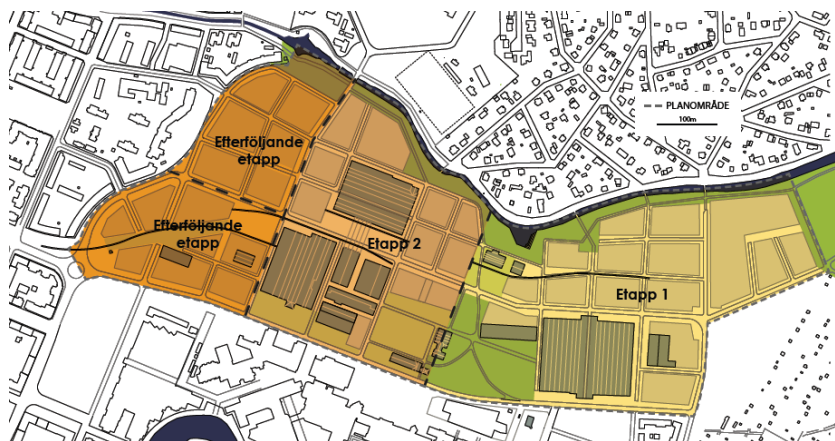 PLANOMRÅDE
100m
Efterföljande
etapp
Efterföljande
etapp
Etapp 2
Etapp 1